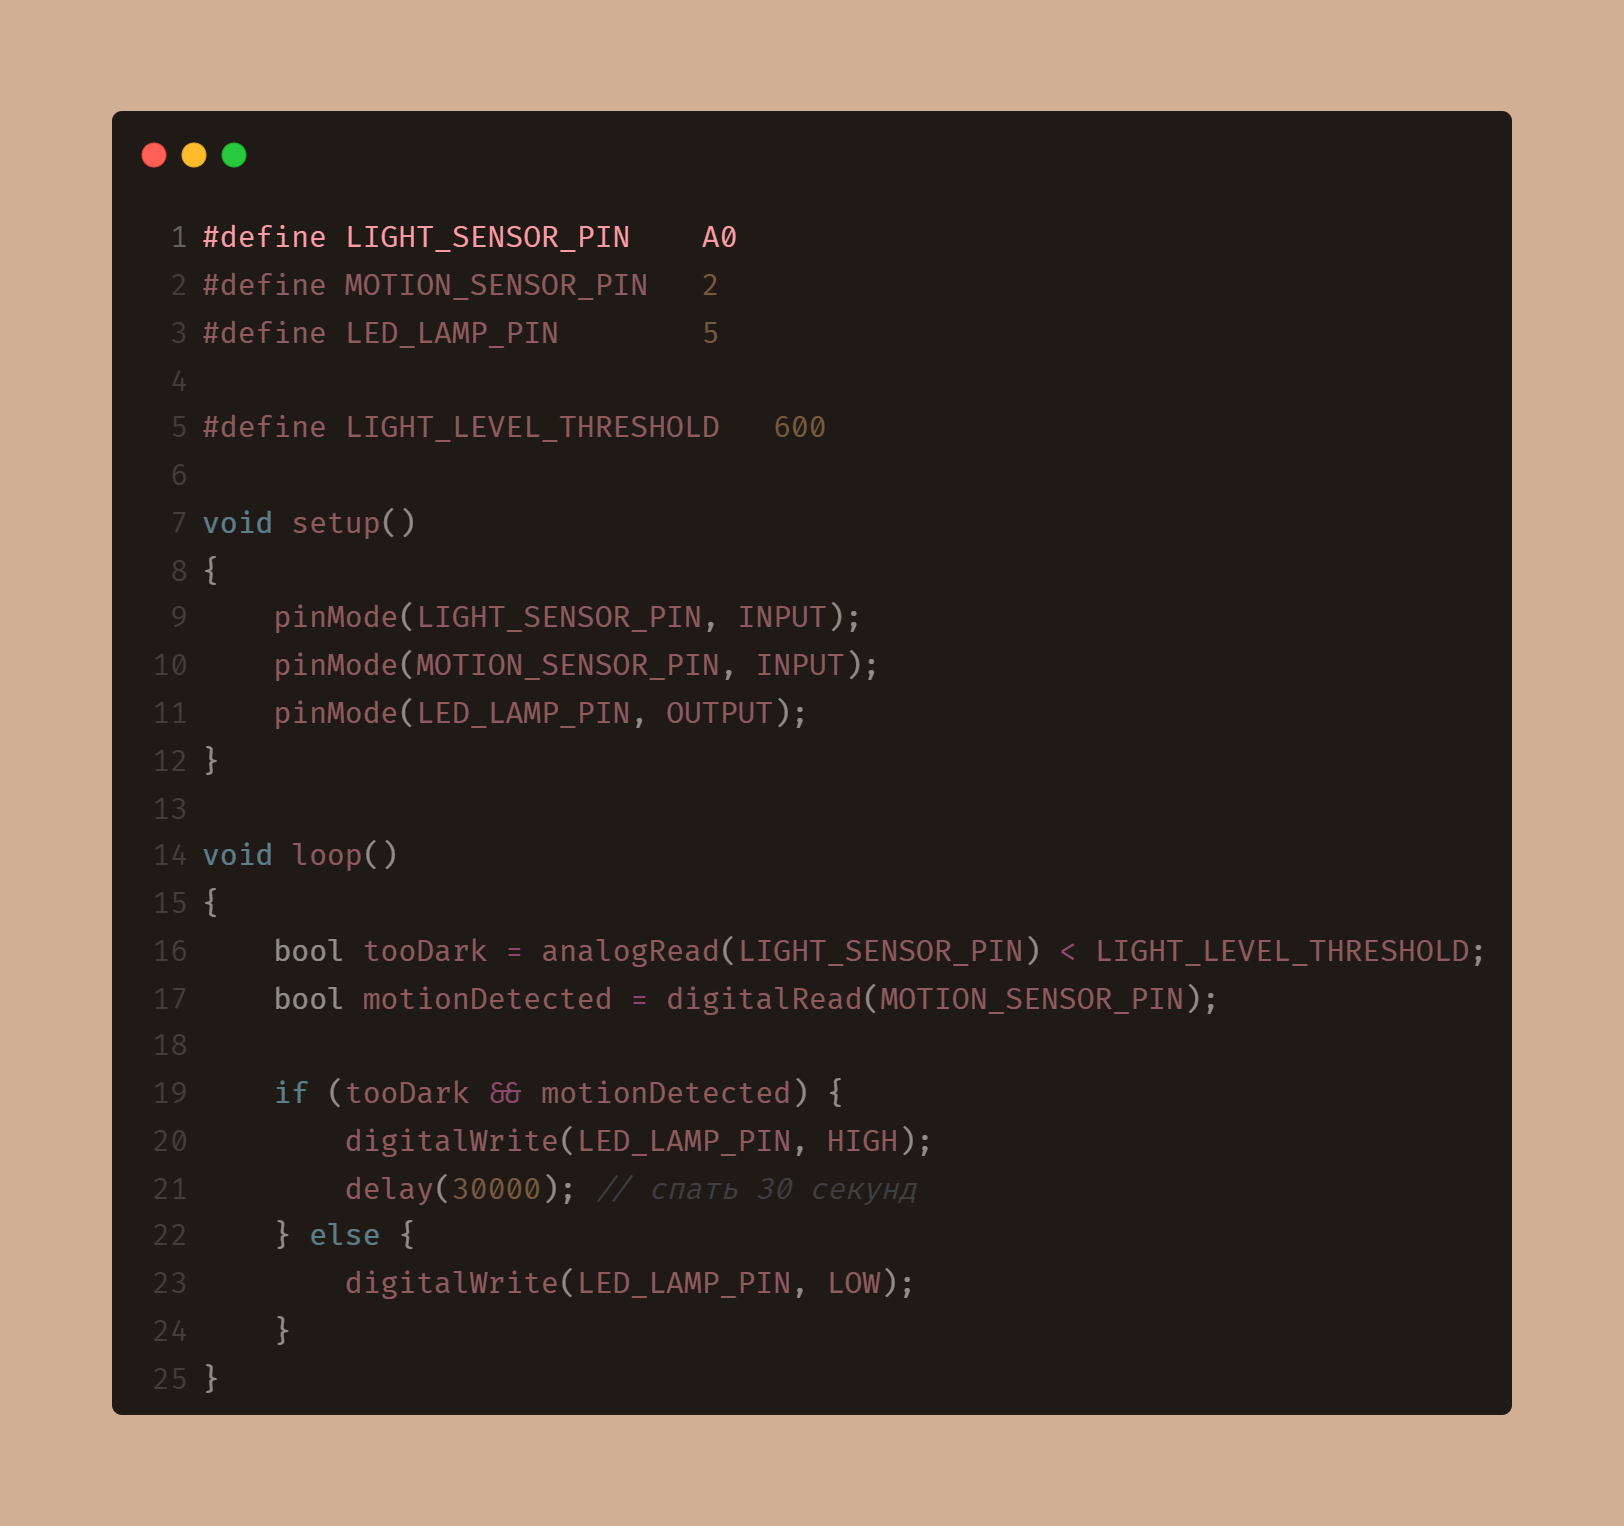 1 #define LIGHT_SENSOR_PIN    A0
2 #define MOTION_SENSOR_PIN   2
3 #define LED_LAMP_PIN        5
4
5 #define LIGHT_LEVEL_THRESHOLD   600
6
7 void setup()
8 {
9     pinMode(LIGHT_SENSOR_PIN, INPUT);
10     pinMode(MOTION_SENSOR_PIN, INPUT);
11     pinMode(LED_LAMP_PIN, OUTPUT);
12 }
13
14 void loop()
15 {
16     bool tooDark = analogRead(LIGHT_SENSOR_PIN) < LIGHT_LEVEL_THRESHOLD;
17     bool motionDetected = digitalRead(MOTION_SENSOR_PIN);
18
19     if (tooDark && motionDetected) {
20         digitalWrite(LED_LAMP_PIN, HIGH);
21         delay(30000); // спать 30 секунд
22     } else {
23         digitalWrite(LED_LAMP_PIN, LOW);
24     }
25 }